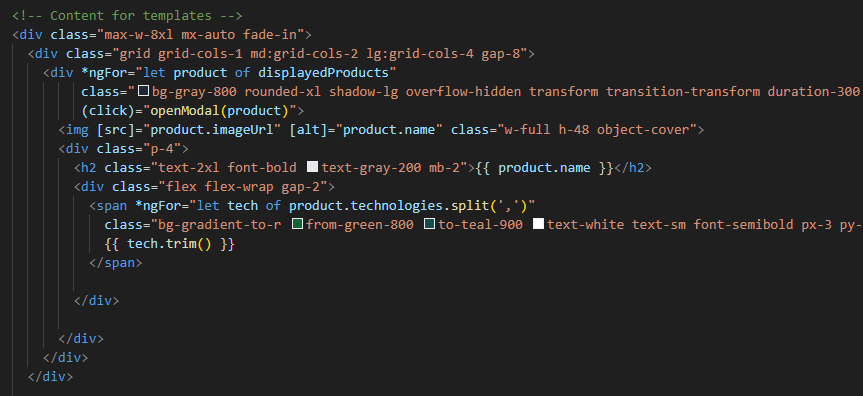 <!-- Content for templates -->
<div class="max-w-8xl mx-auto fade-in">
<div class="grid grid-cols-1 md:grid-cols-2 lg:grid-cols-4 gap-8">
<div *ngFor="let product of displayedProducts"
class="bg-gray-800 rounded-xl shadow-lg overflow-hidden transform transition-transform duration-300
(click)="openModal(product)">
<img [src]="product.imageUrl" [alt]="product.name" class="w-full h-48 object-cover">
<div class="p-4">
<h2 class="text-2xl font-bold text-gray-200 mb-2">{{ product.name }}</h2>
<div class="flex flex-wrap gap-2">
<span *ngFor="let tech of product.technologies.split(',')"
class="bg-gradient-to-r from-green-800 to-teal-900 text-white text-sm font-semibold px-3 py-
{{ tech.trim() }}
</span>
</div>
</div>
</div>
</div>